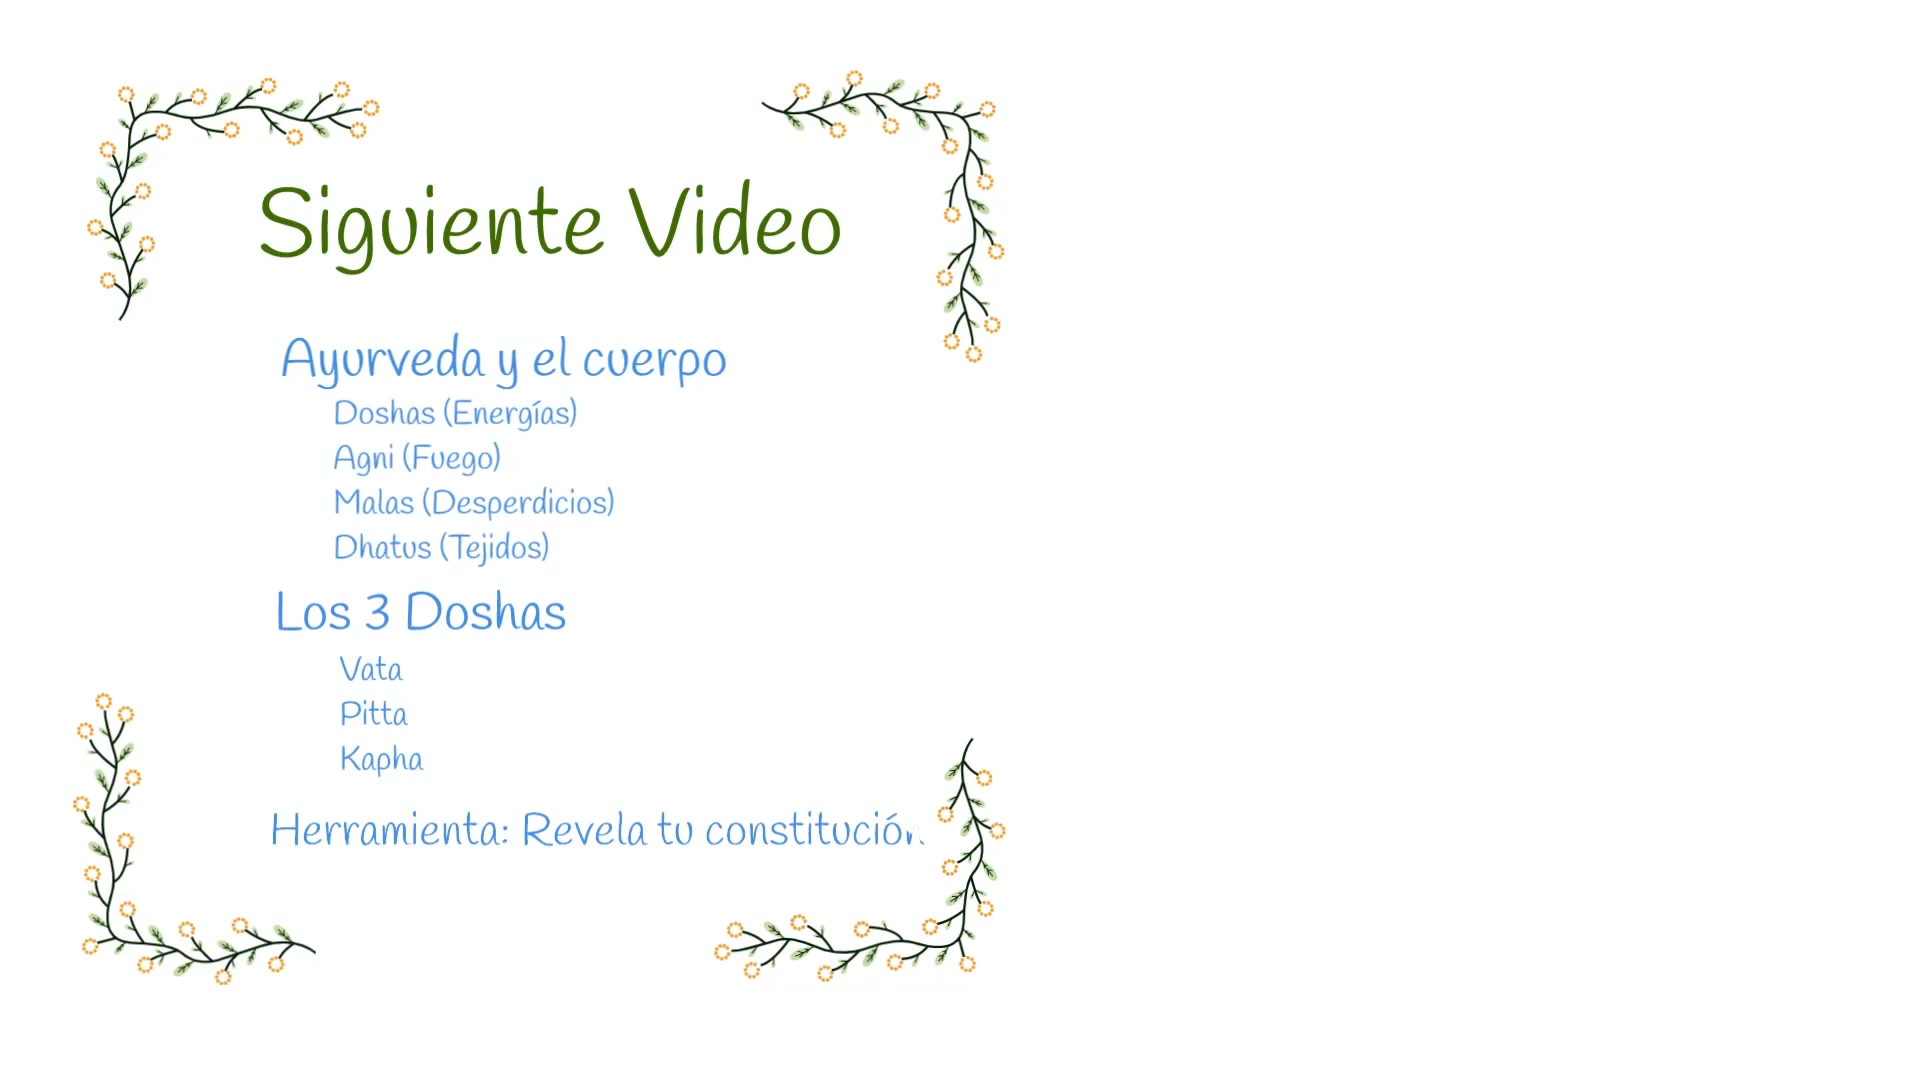 Siguiente Video
Ayurveda y el cuerpo
Doshas (Energías)
Agni (Fuego)
Malas (Desperdicios)
Dhatus (Tejidos)
Los 3 Doshas
Vata
Pitta
Kapha
Herramienta: Revela tu constitución